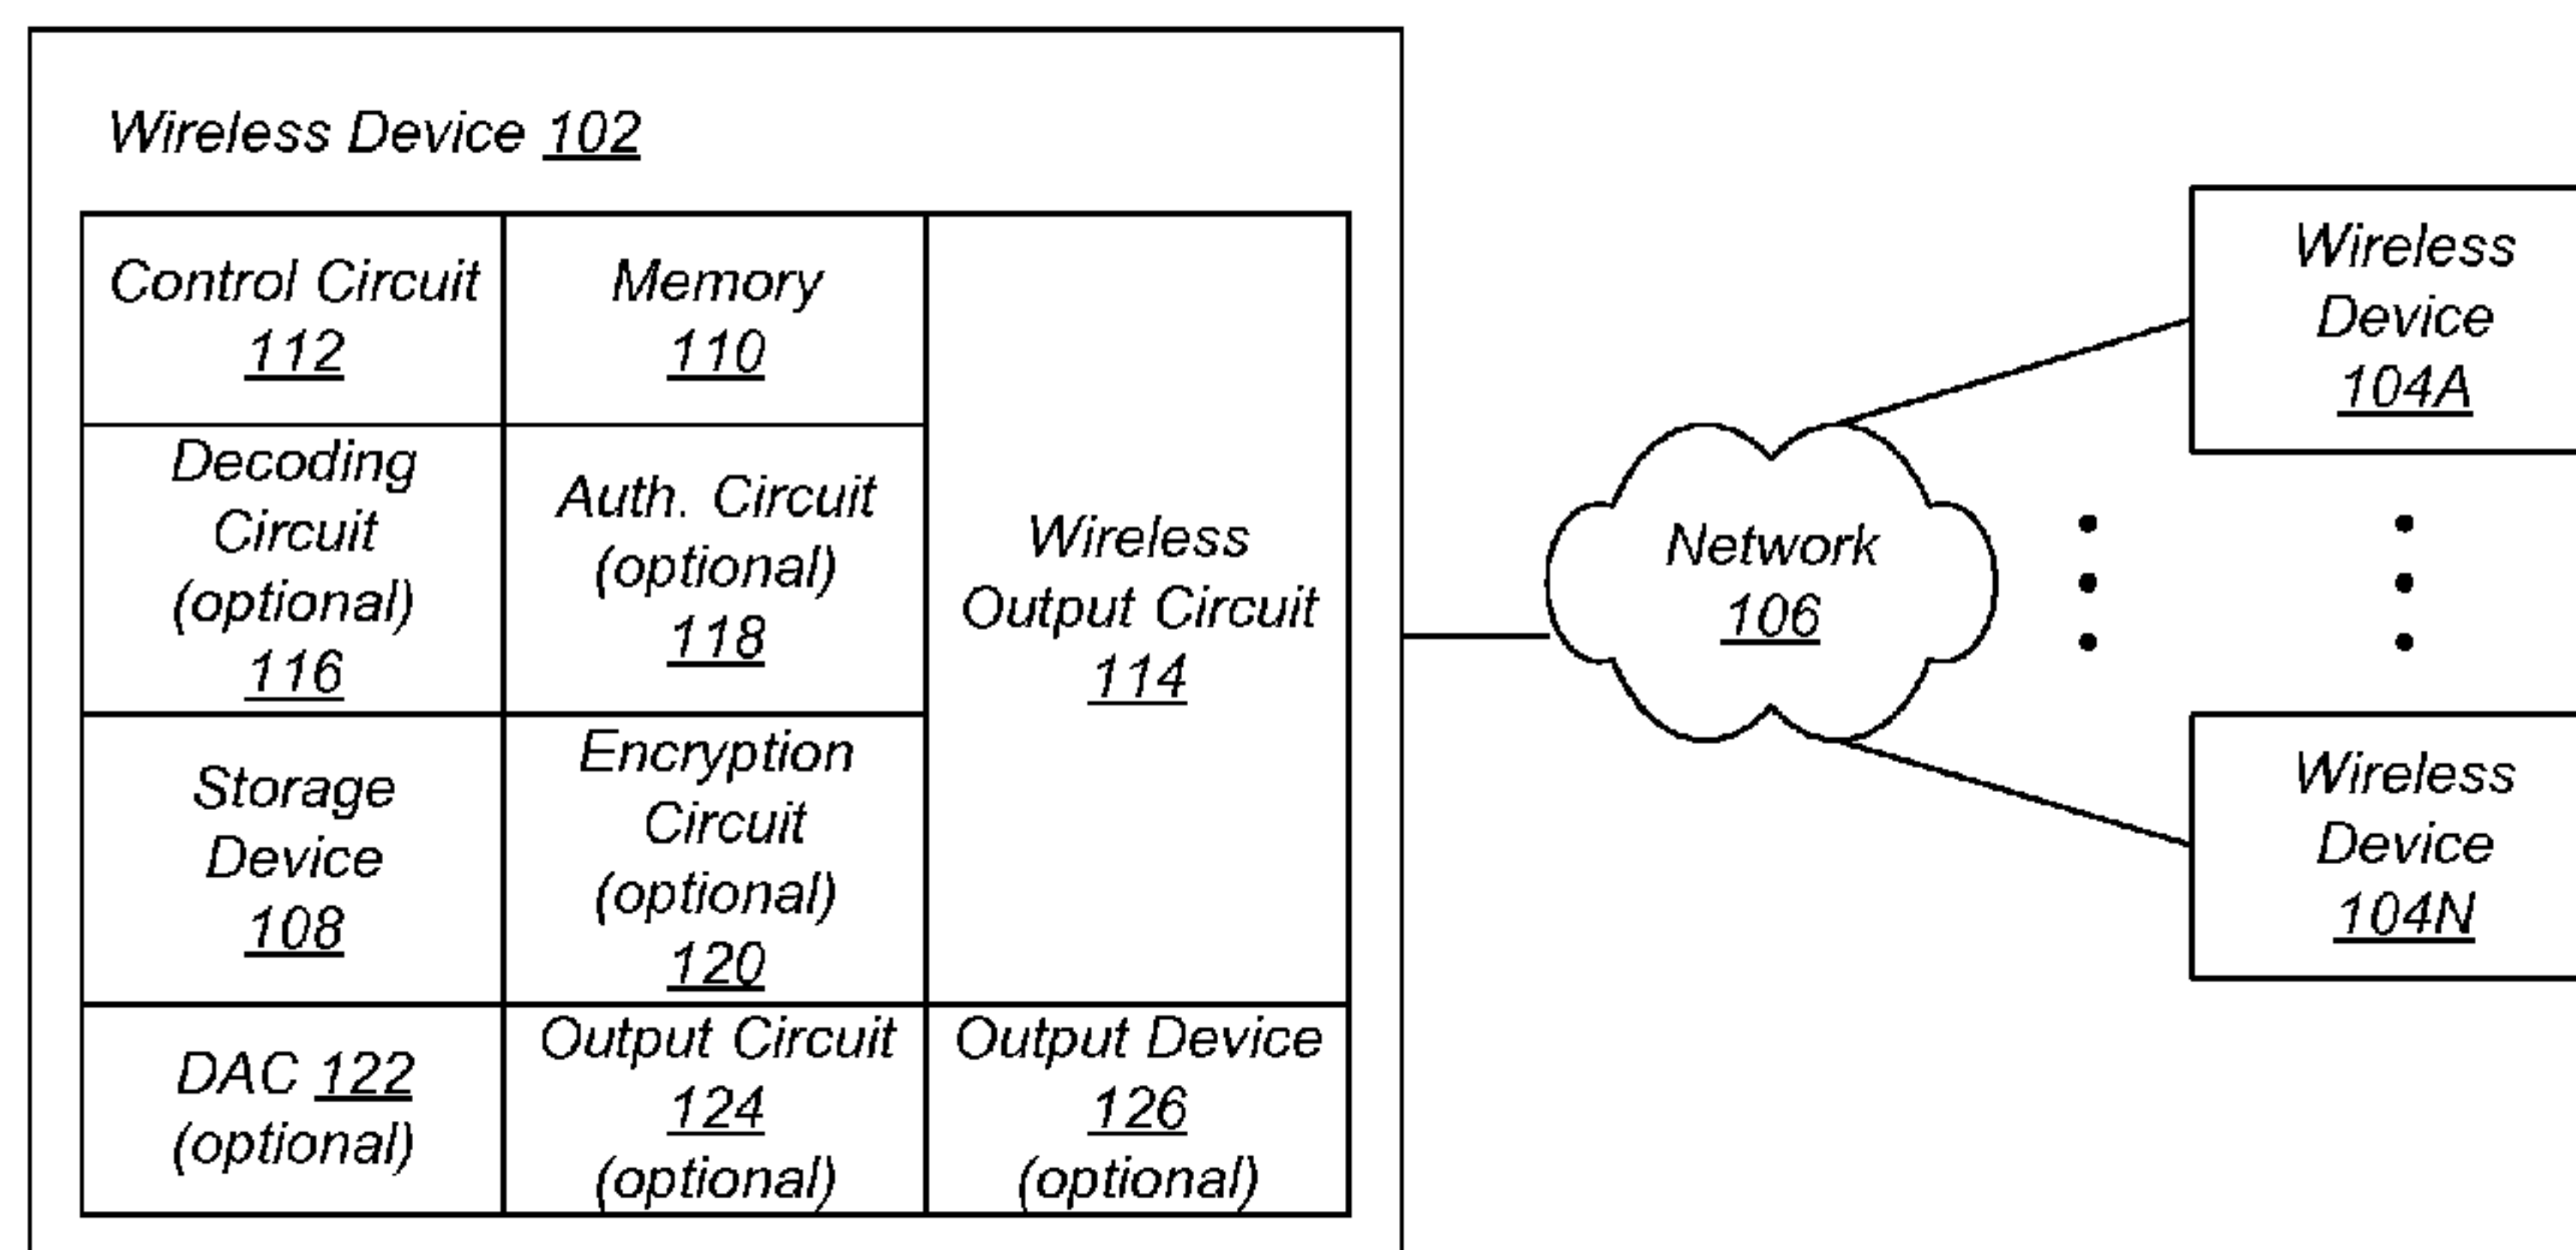 Wireless Device 102
Control Circuit
112
Memory
110
Decoding
Circuit
(optional)
116
Auth. Circuit
(optional)
118
Wireless
Output Circuit
114
Storage
Device
108
Encryption
Circuit
(optional)
120
DAC 122
(optional)
Output Circuit
124
(optional)
Output Device
126
(optional)
Network
106
Wireless
Device
104A
Wireless
Device
104N